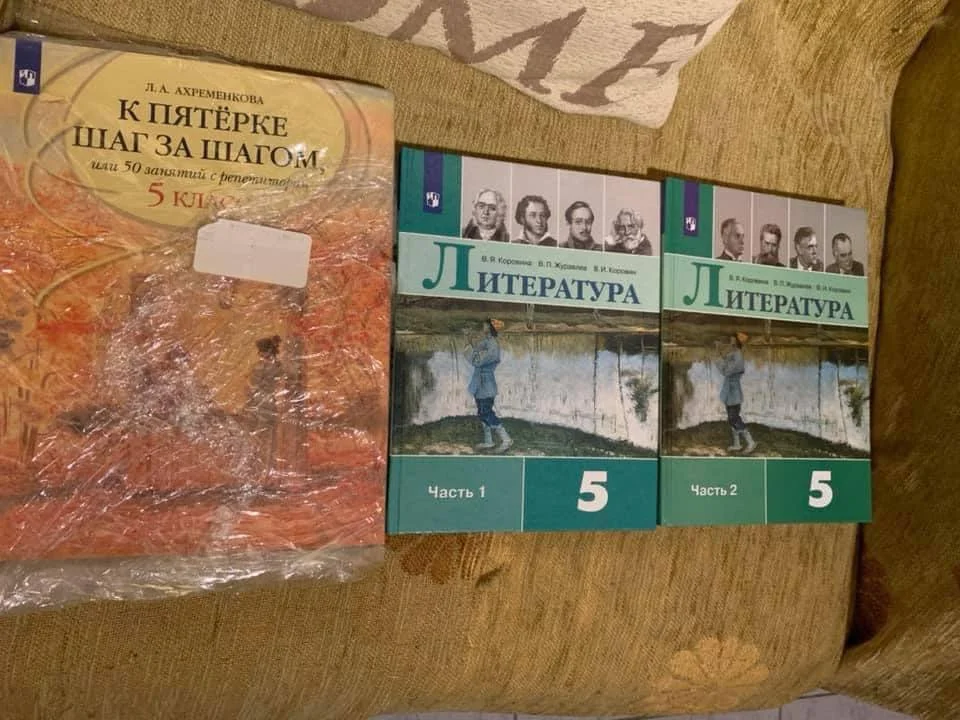 Л. А. АХРЕМЕНКОВА
К ПЯТЁРКЕ
ШАГ ЗА ШАГОМ,
или 50 занятий с репетитором
5 КЛАСС
В. Я. Коровина В. П. Журавлев В. И. Коровин
ЛИТЕРАТУРА
Часть 1
5
В. Я. Коровина В. П. Журавлев В. И. Коровин
ЛИТЕРАТУРА
Часть 2
5